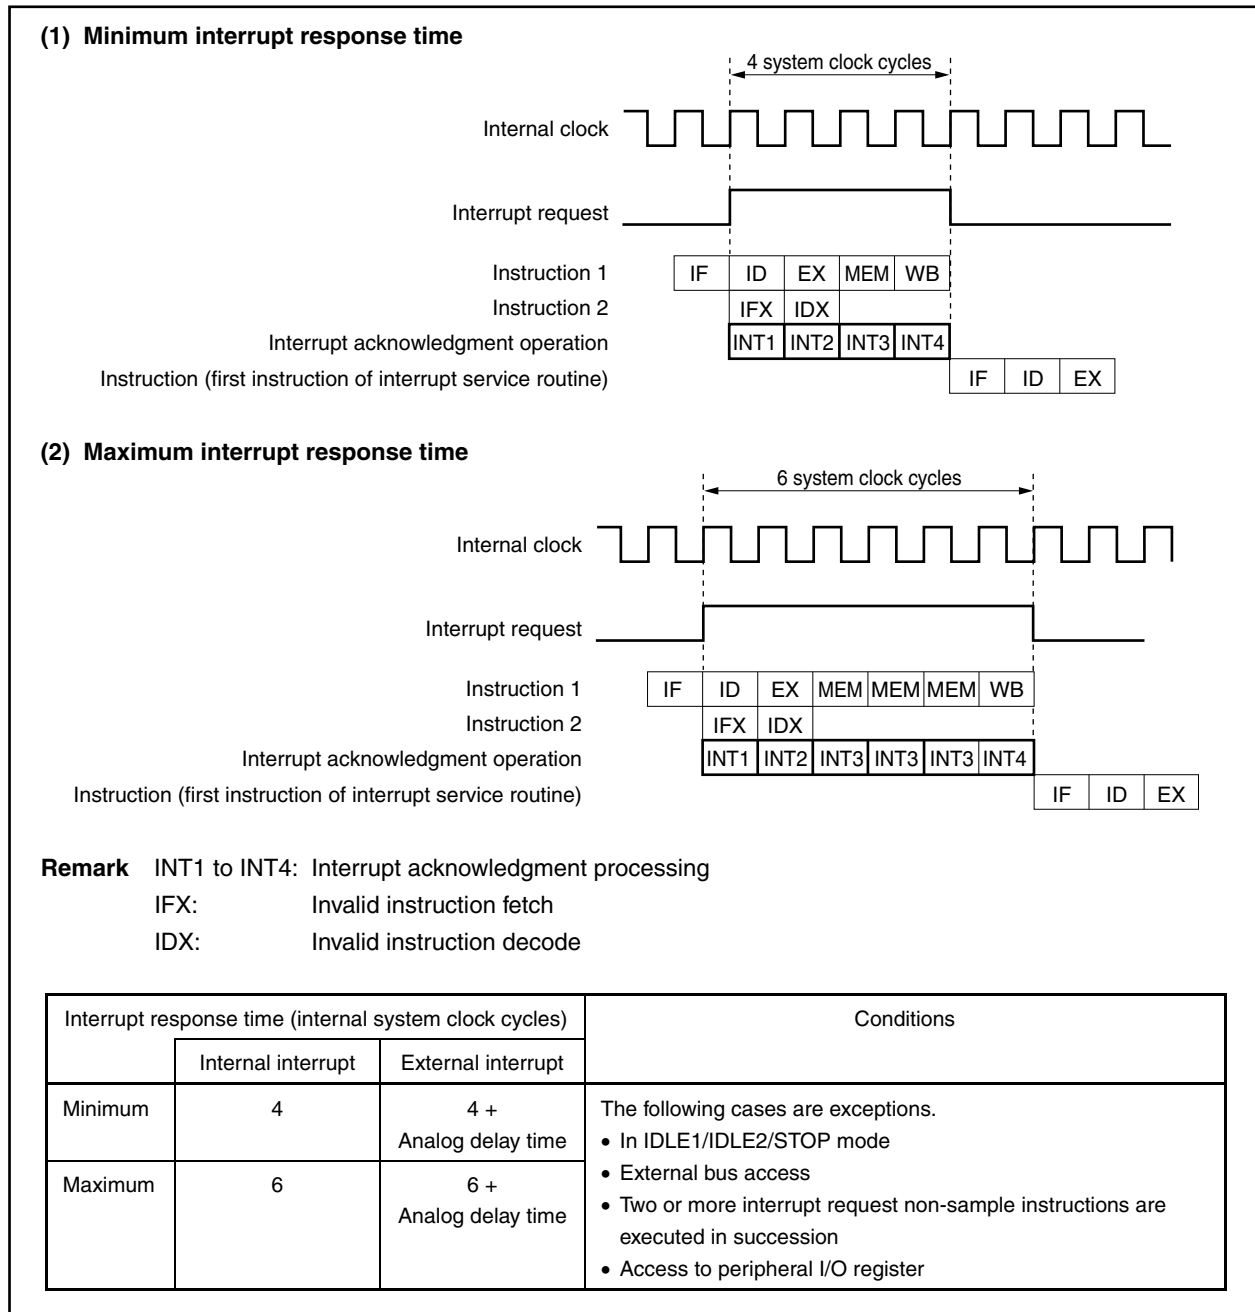 (1) Minimum interrupt response time
4 system clock cycles
Internal clock
Interrupt request
Instruction 1 IF ID EX MEM WB
Instruction 2 IFX IDX
Interrupt acknowledgment operation INT1 INT2 INT3 INT4
Instruction (first instruction of interrupt service routine) IF ID EX
(2) Maximum interrupt response time
6 system clock cycles
Internal clock
Interrupt request
Instruction 1 IF ID EX MEM MEM MEM WB
Instruction 2 IFX IDX
Interrupt acknowledgment operation INT1 INT2 INT3 INT3 INT3 INT4
Instruction (first instruction of interrupt service routine) IF ID EX
Remark INT1 to INT4: Interrupt acknowledgment processing
IFX: Invalid instruction fetch
IDX: Invalid instruction decode
Interrupt response time (internal system clock cycles) Conditions
Internal interrupt External interrupt
Minimum 4 4 +
Analog delay time
Maximum 6 6 +
Analog delay time
The following cases are exceptions.
• In IDLE1/IDLE2/STOP mode
• External bus access
• Two or more interrupt request non-sample instructions are
executed in succession
• Access to peripheral I/O register